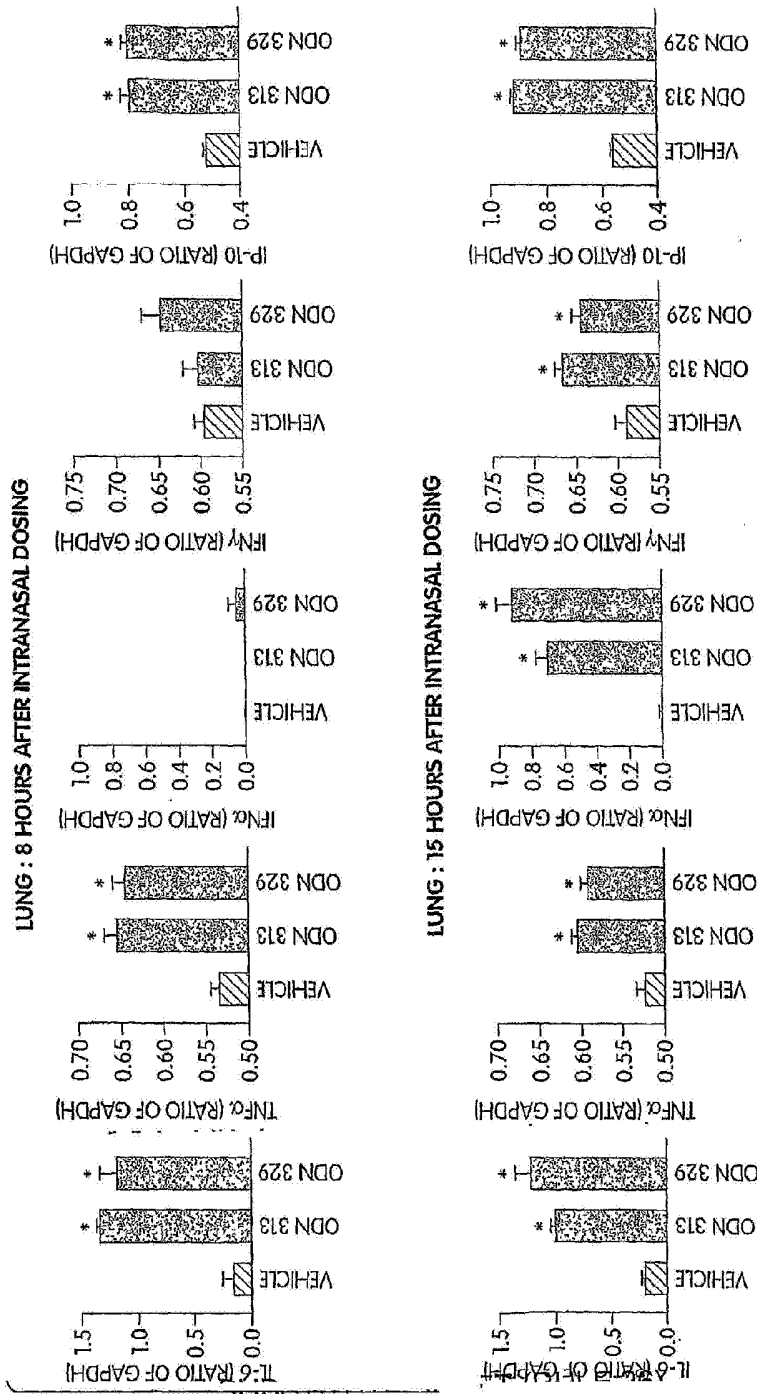 LUNG : 8 HOURS AFTER INTRANASAL DOSING
IL-6 (RATIO OF GAPDH)
1.5
1.0
0.5
0.0
*
*
VEHICLE
ODN 313
ODN 329
TNFα (RATIO OF GAPDH)
0.70
0.65
0.60
0.55
0.50
*
*
VEHICLE
ODN 313
ODN 329
IFNα (RATIO OF GAPDH)
1.0
0.8
0.6
0.4
0.2
0.0
VEHICLE
ODN 313
ODN 329
IFNγ (RATIO OF GAPDH)
0.75
0.70
0.65
0.60
0.55
VEHICLE
ODN 313
ODN 329
IP-10 (RATIO OF GAPDH)
1.0
0.8
0.6
0.4
*
*
VEHICLE
ODN 313
ODN 329
LUNG : 15 HOURS AFTER INTRANASAL DOSING
IL-6 (RATIO OF GAPDH)
1.5
1.0
0.5
0.0
*
*
VEHICLE
ODN 313
ODN 329
TNFα (RATIO OF GAPDH)
0.70
0.65
0.60
0.55
0.50
*
*
VEHICLE
ODN 313
ODN 329
IFNα (RATIO OF GAPDH)
1.0
0.8
0.6
0.4
0.2
0.0
*
*
VEHICLE
ODN 313
ODN 329
IFNγ (RATIO OF GAPDH)
0.75
0.70
0.65
0.60
0.55
*
*
VEHICLE
ODN 313
ODN 329
IP-10 (RATIO OF GAPDH)
1.0
0.8
0.6
0.4
*
*
VEHICLE
ODN 313
ODN 329